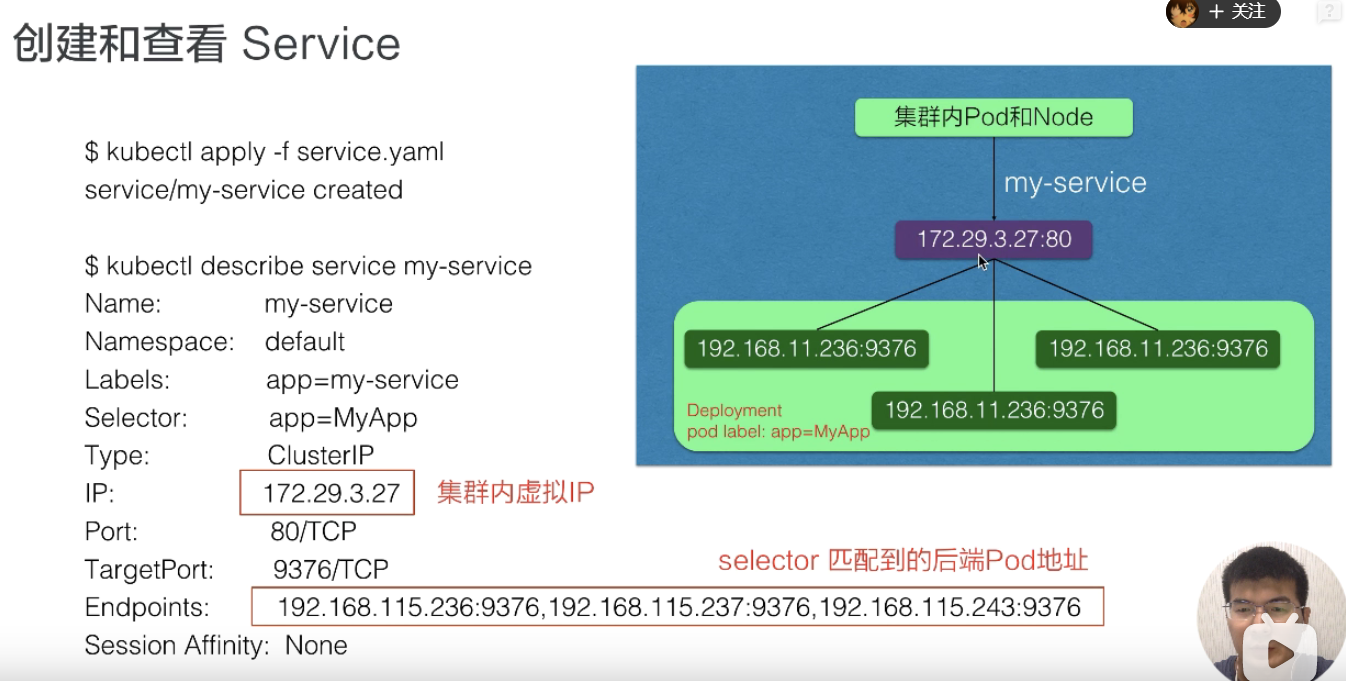 + 关注
?
创建和查看 Service
$ kubectl apply -f service.yaml
service/my-service created
$ kubectl describe service my-service
Name: my-service
Namespace: default
Labels: app=my-service
Selector: app=MyApp
Type: ClusterIP
IP: 172.29.3.27 集群内虚拟IP
Port: 80/TCP
TargetPort: 9376/TCP
selector 匹配到的后端Pod地址
Endpoints: 192.168.115.236:9376,192.168.115.237:9376,192.168.115.243:9376
Session Affinity: None
集群内Pod和Node
my-service
172.29.3.27:80
192.168.11.236:9376
192.168.11.236:9376
192.168.11.236:9376
Deployment
pod label: app=MyApp